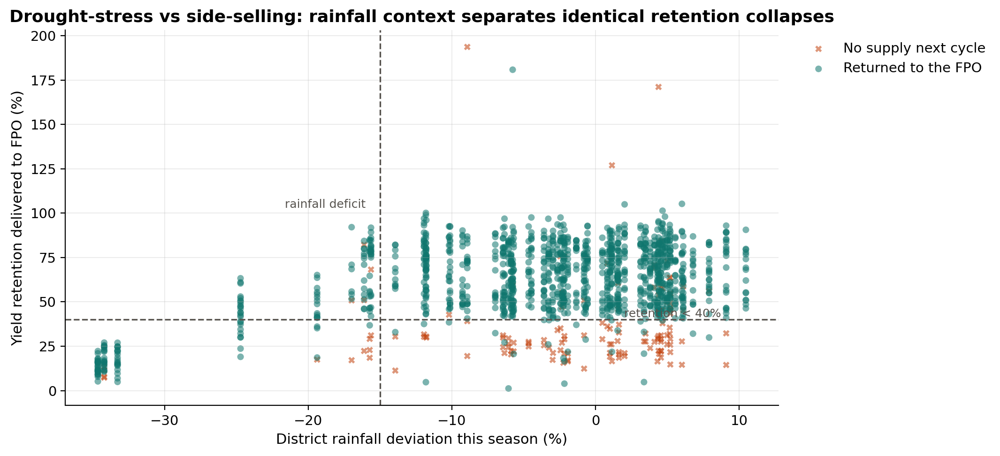 Drought-stress vs side-selling: rainfall context separates identical retention collapses
No supply next cycle
Returned to the FPO
Yield retention delivered to FPO (%)
200
175
150
125
100
75
50
25
0
rainfall deficit
retention < 40%
−30
−20
−10
0
10
District rainfall deviation this season (%)